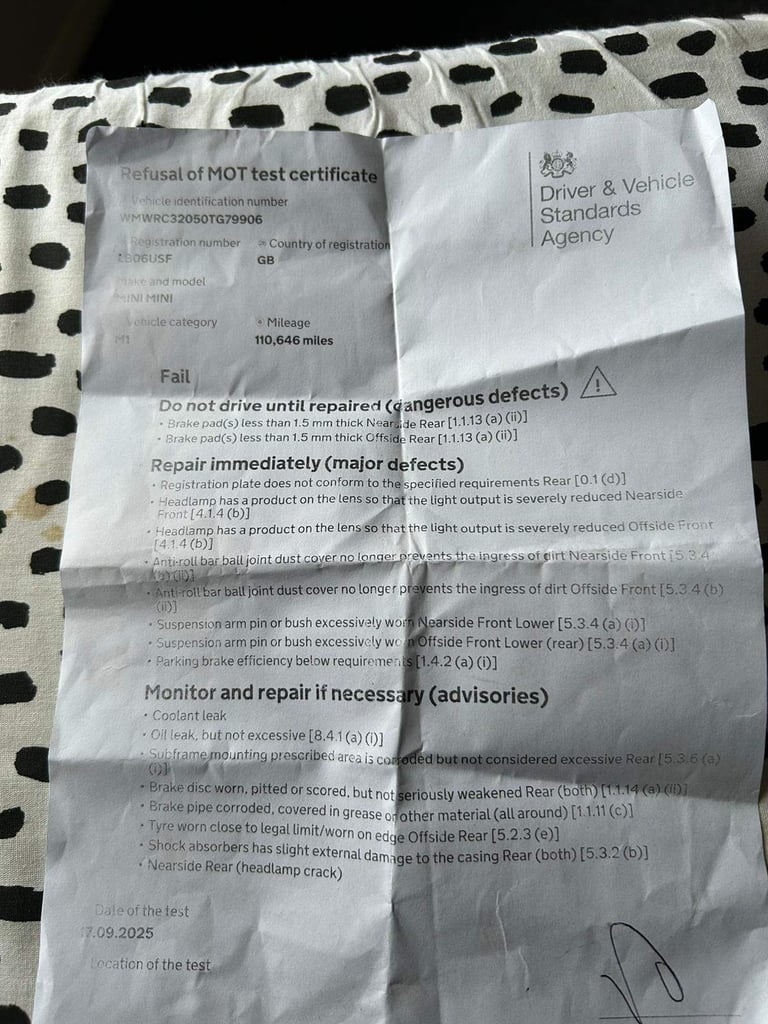 Refusal of MOT test certificate
Driver & Vehicle
Standards
Agency
Vehicle identification number
WMWRC32050TG79906
Registration number
Country of registration
06USF
GB
Make and model
MINI MINI
Vehicle category
Mileage
M1
110,646 miles
Fail
Do not drive until repaired (dangerous defects)
• Brake pad(s) less than 1.5 mm thick Nearside Rear [1.1.13 (a) (ii)]
• Brake pad(s) less than 1.5 mm thick Offside Rear [1.1.13 (a) (ii)]
Repair immediately (major defects)
• Registration plate does not conform to the specified requirements Rear [0.1 (d)]
• Headlamp has a product on the lens so that the light output is severely reduced Nearside
Front [4.1.4 (b)]
• Headlamp has a product on the lens so that the light output is severely reduced Offside Front
[4.1.4 (b)]
• Anti-roll bar ball joint dust cover no longer prevents the ingress of dirt Nearside Front [5.3.4
(b) (ii)]
• Anti-roll bar ball joint dust cover no longer prevents the ingress of dirt Offside Front [5.3.4 (b)
(ii)]
• Suspension arm pin or bush excessively worn Nearside Front Lower [5.3.4 (a) (i)]
• Suspension arm pin or bush excessively worn Offside Front Lower (rear) [5.3.4 (a) (i)]
• Parking brake efficiency below requirements [1.4.2 (a) (i)]
Monitor and repair if necessary (advisories)
• Coolant leak
• Oil leak, but not excessive [8.4.1 (a) (i)]
• Subframe mounting prescribed area is corroded but not considered excessive Rear [5.3.6 (a)
(i)]
• Brake disc worn, pitted or scored, but not seriously weakened Rear (both) [1.1.14 (a) (ii)]
• Brake pipe corroded, covered in grease or other material (all around) [1.1.11 (c)]
• Tyre worn close to legal limit/worn on edge Offside Rear [5.2.3 (e)]
• Shock absorbers has slight external damage to the casing Rear (both) [5.3.2 (b)]
• Nearside Rear (headlamp crack)
Date of the test
7.09.2025
Location of the test